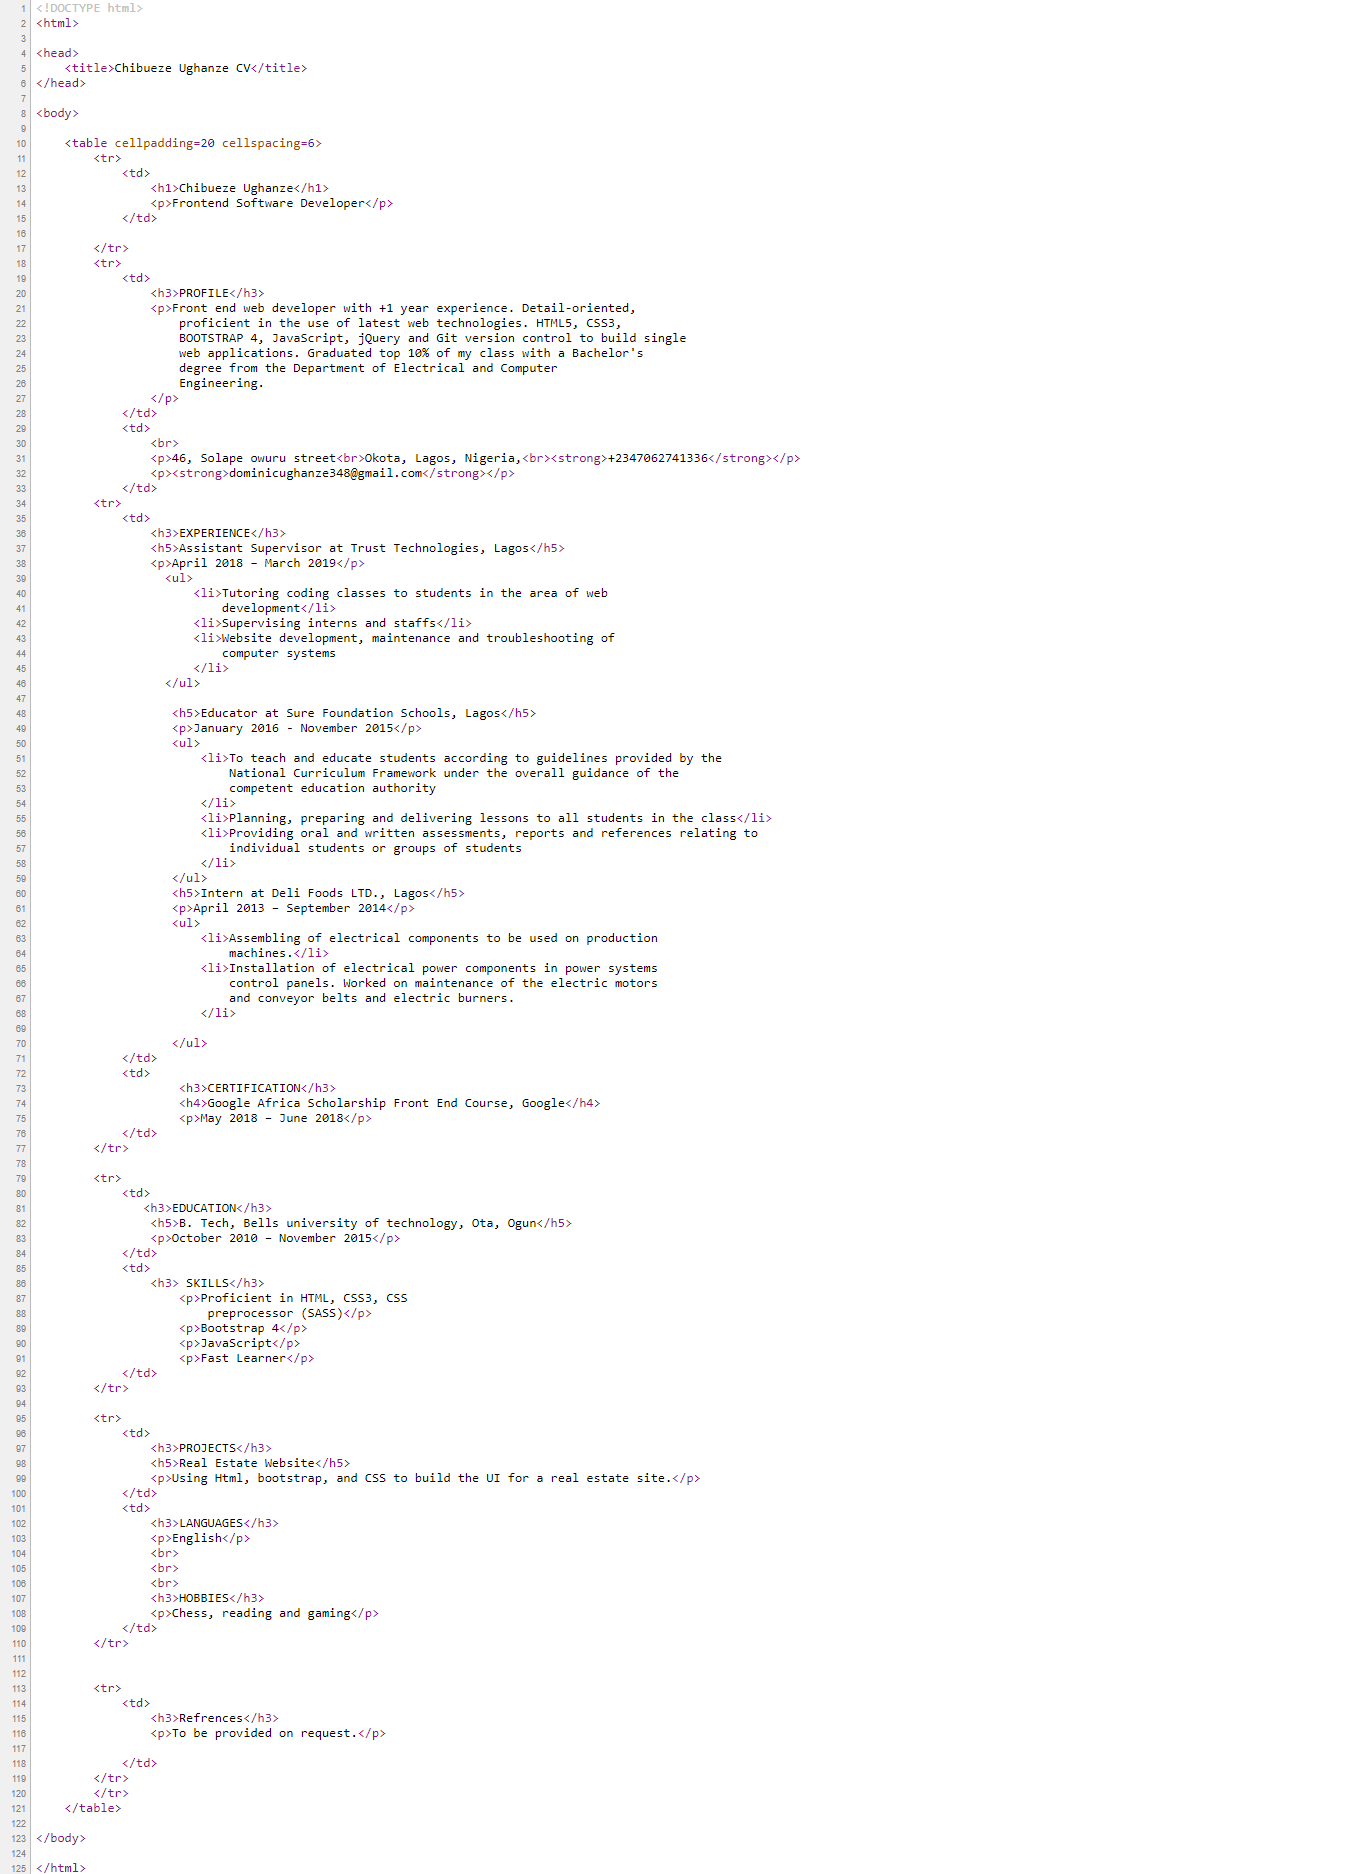 1 <!DOCTYPE html>
2 <html>
3
4 <head>
5     <title>Chibueze Ughanze CV</title>
6 </head>
7
8 <body>
9
10     <table cellpadding=20 cellspacing=6>
11         <tr>
12             <td>
13                 <h1>Chibueze Ughanze</h1>
14                 <p>Frontend Software Developer</p>
15             </td>
16
17         </tr>
18         <tr>
19             <td>
20                 <h3>PROFILE</h3>
21                 <p>Front end web developer with +1 year experience. Detail-oriented,
22                     proficient in the use of latest web technologies. HTML5, CSS3,
23                     BOOTSTRAP 4, JavaScript, jQuery and Git version control to build single
24                     web applications. Graduated top 10% of my class with a Bachelor's
25                     degree from the Department of Electrical and Computer
26                     Engineering.
27                 </p>
28             </td>
29             <td>
30                 <br>
31                 <p>46, Solape owuru street<br>Okota, Lagos, Nigeria,<br><strong>+2347062741336</strong></p>
32                 <p><strong>dominicughanze348@gmail.com</strong></p>
33             </td>
34         <tr>
35             <td>
36                 <h3>EXPERIENCE</h3>
37                 <h5>Assistant Supervisor at Trust Technologies, Lagos</h5>
38                 <p>April 2018 – March 2019</p>
39                   <ul>
40                       <li>Tutoring coding classes to students in the area of web
41                           development</li>
42                       <li>Supervising interns and staffs</li>
43                       <li>Website development, maintenance and troubleshooting of
44                           computer systems
45                       </li>
46                   </ul>
47
48                    <h5>Educator at Sure Foundation Schools, Lagos</h5>
49                    <p>January 2016 - November 2015</p>
50                    <ul>
51                        <li>To teach and educate students according to guidelines provided by the
52                            National Curriculum Framework under the overall guidance of the
53                            competent education authority
54                        </li>
55                        <li>Planning, preparing and delivering lessons to all students in the class</li>
56                        <li>Providing oral and written assessments, reports and references relating to
57                            individual students or groups of students
58                        </li>
59                    </ul>
60                    <h5>Intern at Deli Foods LTD., Lagos</h5>
61                    <p>April 2013 – September 2014</p>
62                    <ul>
63                        <li>Assembling of electrical components to be used on production
64                            machines.</li>
65                        <li>Installation of electrical power components in power systems
66                            control panels. Worked on maintenance of the electric motors
67                            and conveyor belts and electric burners.
68                        </li>
69
70                    </ul>
71             </td>
72             <td>
73                     <h3>CERTIFICATION</h3>
74                     <h4>Google Africa Scholarship Front End Course, Google</h4>
75                     <p>May 2018 – June 2018</p>
76             </td>
77         </tr>
78
79         <tr>
80             <td>
81                <h3>EDUCATION</h3>
82                 <h5>B. Tech, Bells university of technology, Ota, Ogun</h5>
83                 <p>October 2010 – November 2015</p>
84             </td>
85             <td>
86                 <h3> SKILLS</h3>
87                     <p>Proficient in HTML, CSS3, CSS
88                         preprocessor (SASS)</p>
89                     <p>Bootstrap 4</p>
90                     <p>JavaScript</p>
91                     <p>Fast Learner</p>
92             </td>
93         </tr>
94
95         <tr>
96             <td>
97                 <h3>PROJECTS</h3>
98                 <h5>Real Estate Website</h5>
99                 <p>Using Html, bootstrap, and CSS to build the UI for a real estate site.</p>
100             </td>
101             <td>
102                 <h3>LANGUAGES</h3>
103                 <p>English</p>
104                 <br>
105                 <br>
106                 <br>
107                 <h3>HOBBIES</h3>
108                 <p>Chess, reading and gaming</p>
109             </td>
110         </tr>
111
112
113         <tr>
114             <td>
115                 <h3>Refrences</h3>
116                 <p>To be provided on request.</p>
117
118             </td>
119         </tr>
120         </tr>
121     </table>
122
123 </body>
124
125 </html>